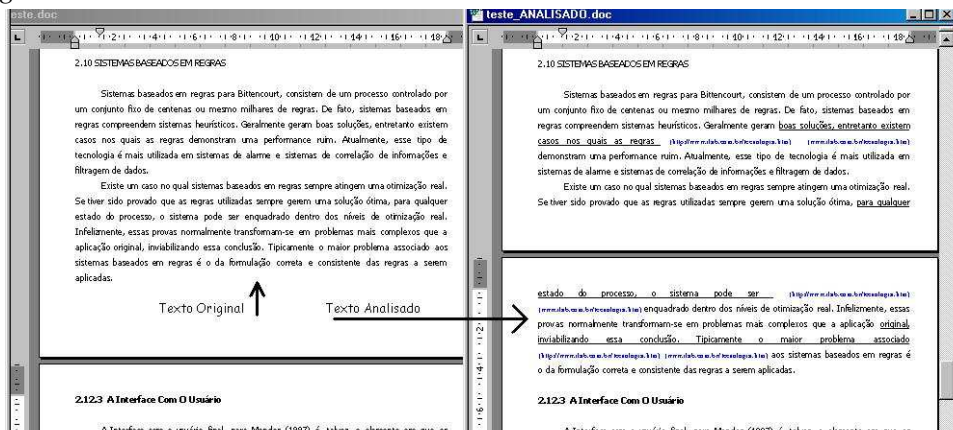 este.doc
2.10 SISTEMAS BASEADOS EM REGRAS
Sistemas baseados em regras para Bittencourt, consistem de um processo controlado por
um conjunto fixo de centenas ou mesmo milhares de regras. De fato, sistemas baseados em
regras compreendem sistemas heurísticos. Geralmente geram boas soluções, entretanto existem
casos nos quais as regras demonstram uma performance ruim. Atualmente, esse tipo de
tecnologia é mais utilizada em sistemas de alarme e sistemas de correlação de informações e
filtragem de dados.
Existe um caso no qual sistemas baseados em regras sempre atingem uma otimização real.
Se tiver sido provado que as regras utilizadas sempre gerem uma solução ótima, para qualquer
estado do processo, o sistema pode ser enquadrado dentro dos níveis de otimização real.
Infelizmente, essas provas normalmente transformam-se em problemas mais complexos que a
aplicação original, inviabilizando essa conclusão. Tipicamente o maior problema associado aos
sistemas baseados em regras é o da formulação correta e consistente das regras a serem
aplicadas.
Texto Original
Texto Analisado
2.12.3 A Interface Com O Usuário
A Interface com o usuário final, para Mendes (1997) é, talvez, o elemento em que se
teste_ANALISADO.doc
2.10 SISTEMAS BASEADOS EM REGRAS
Sistemas baseados em regras para Bittencourt, consistem de um processo controlado por
um conjunto fixo de centenas ou mesmo milhares de regras. De fato, sistemas baseados em
regras compreendem sistemas heurísticos. Geralmente geram boas soluções, entretanto existem
casos nos quais as regras
demonstram uma performance ruim. Atualmente, esse tipo de tecnologia é mais utilizada em
sistemas de alarme e sistemas de correlação de informações e filtragem de dados.
Existe um caso no qual sistemas baseados em regras sempre atingem uma otimização real.
Se tiver sido provado que as regras utilizadas sempre gerem uma solução ótima, para qualquer
estado do processo, o sistema pode ser
enquadrado dentro dos níveis de otimização real. Infelizmente, essas
provas normalmente transformam-se em problemas mais complexos que a aplicação original,
inviabilizando essa conclusão. Tipicamente o maior problema associado
aos sistemas baseados em regras é
o da formulação correta e consistente das regras a serem aplicadas.
2.12.3 A Interface Com O Usuário